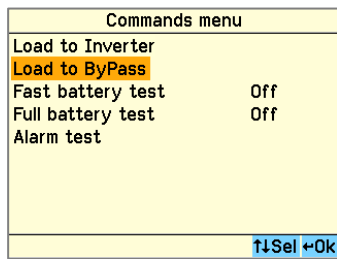 Commands menu
Load to Inverter
Load to ByPass
Fast battery test Off
Full battery test Off
Alarm test
↑↓Sel ↵Ok